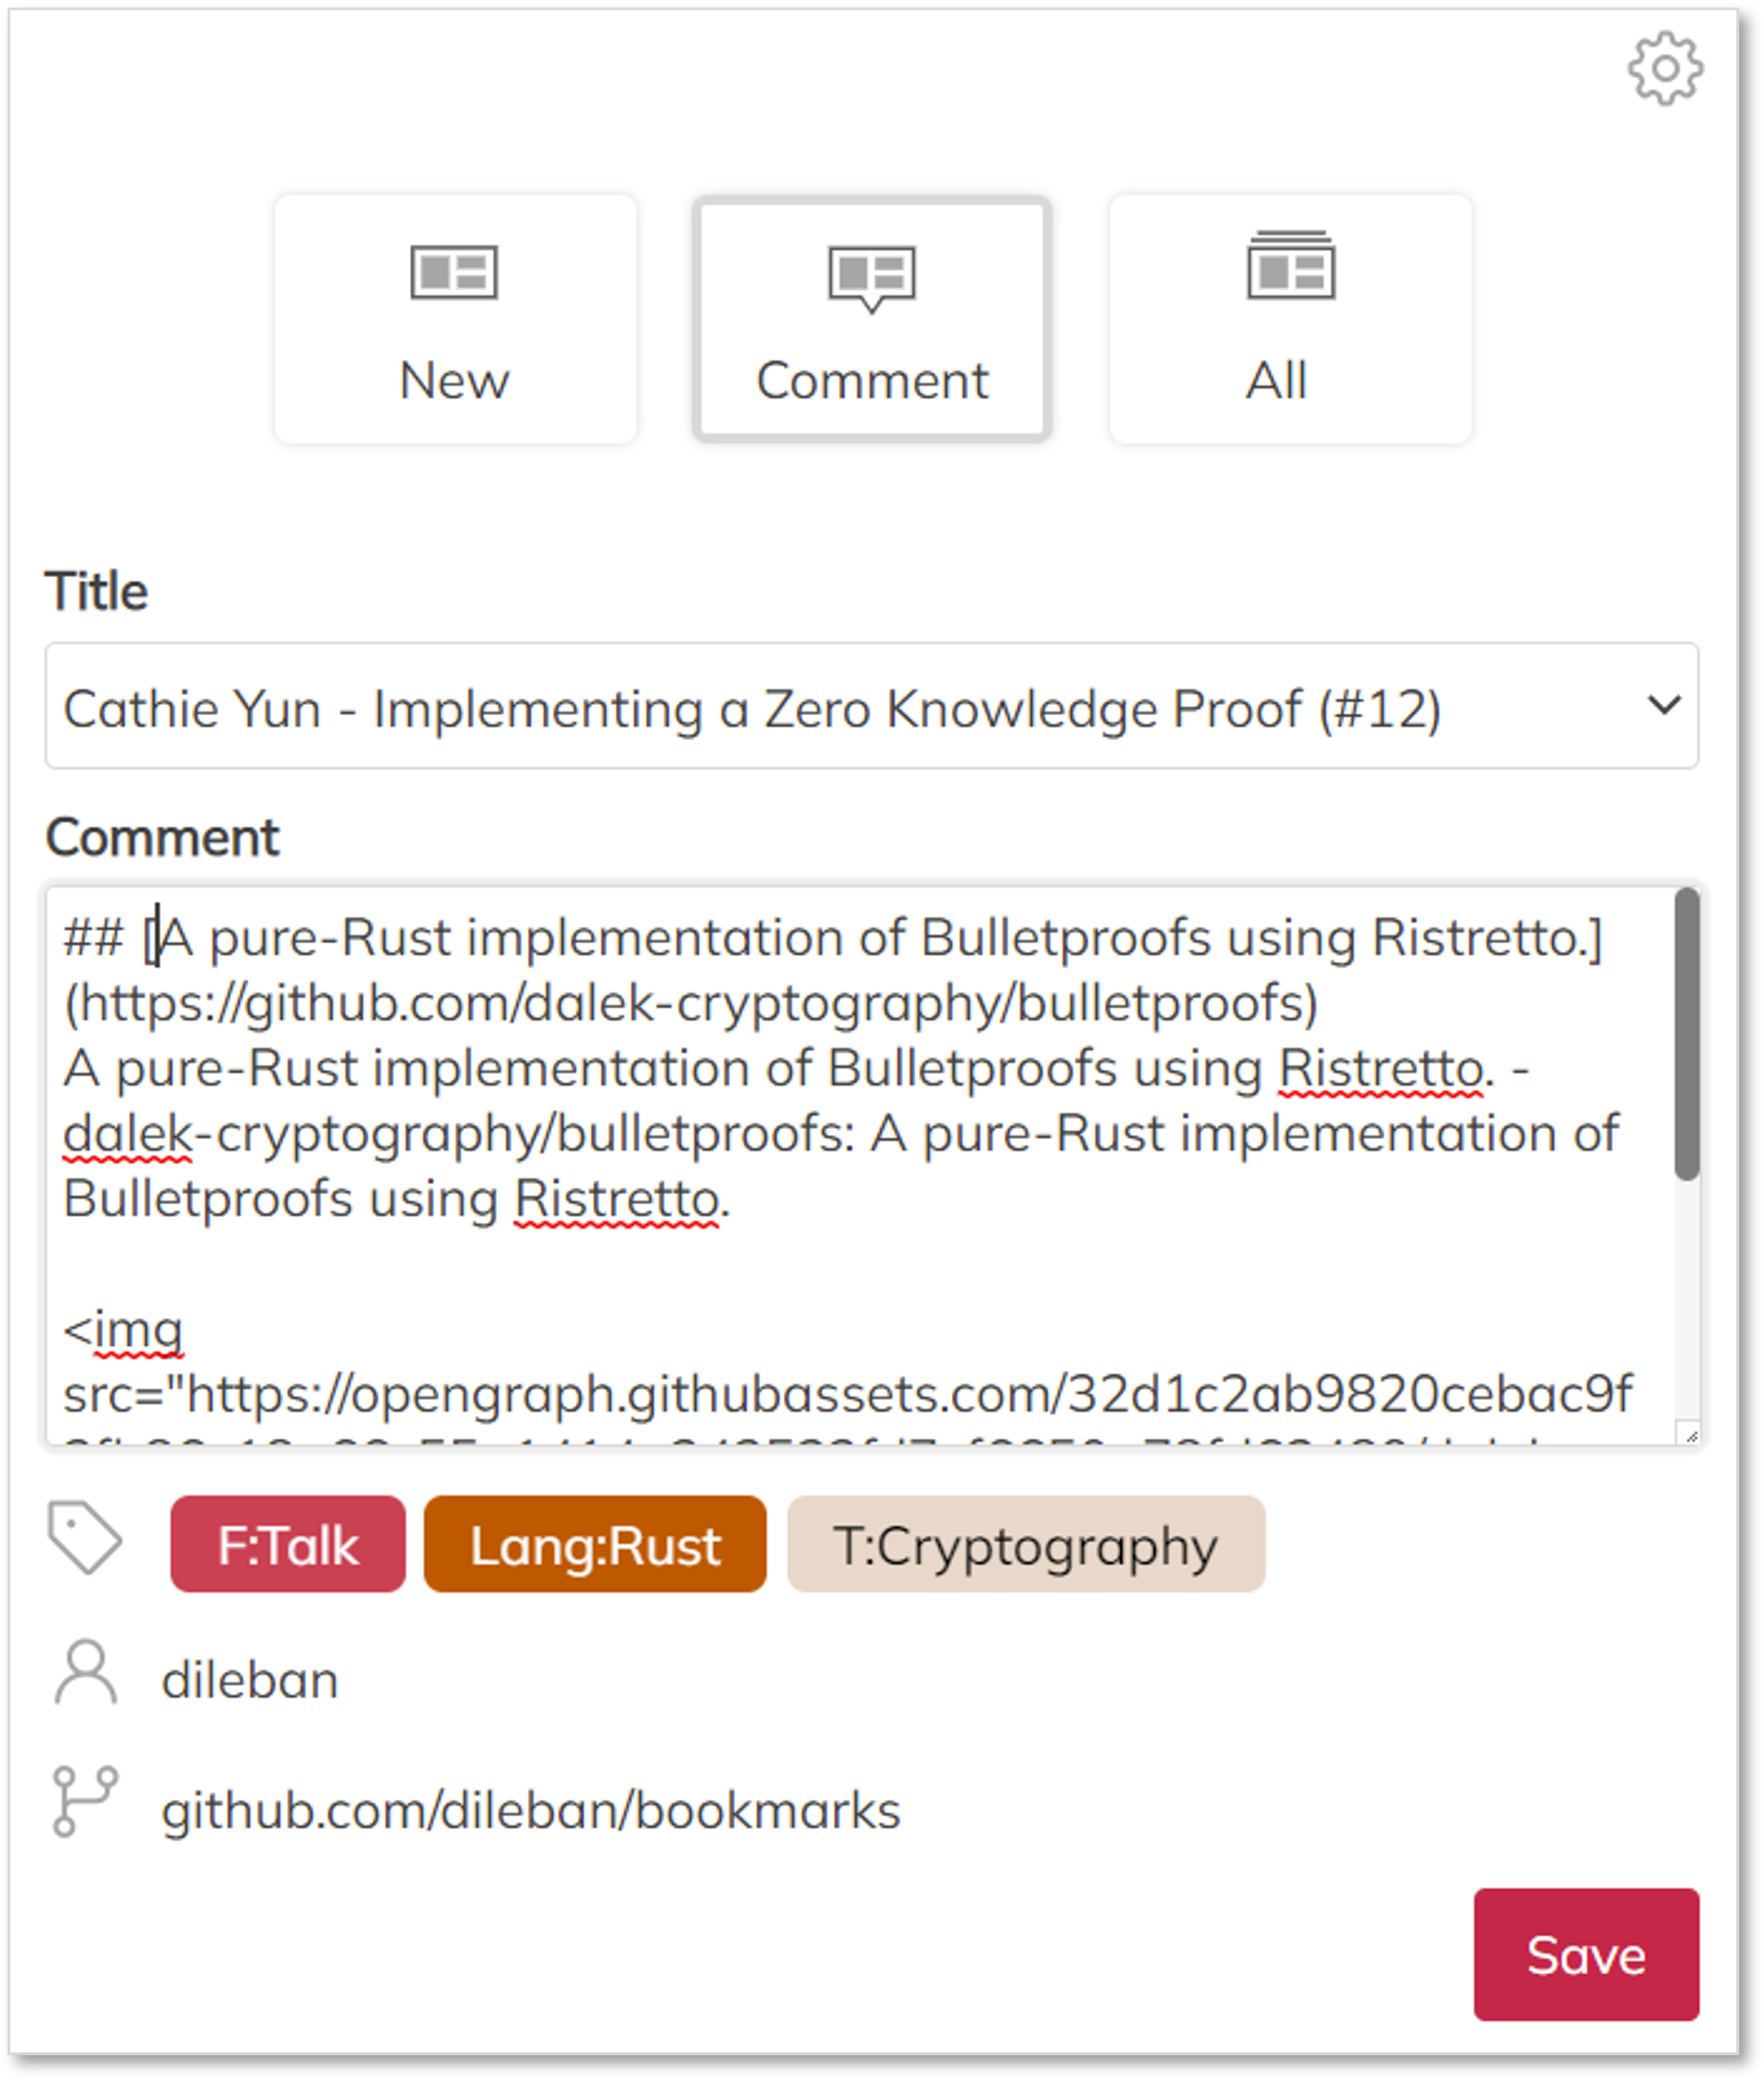 New
Comment
All
Title
Cathie Yun - Implementing a Zero Knowledge Proof (#12)
Comment
## [A pure-Rust implementation of Bulletproofs using Ristretto.]
(https://github.com/dalek-cryptography/bulletproofs)
A pure-Rust implementation of Bulletproofs using Ristretto. -
dalek-cryptography/bulletproofs: A pure-Rust implementation of
Bulletproofs using Ristretto.
<img
src="https://opengraph.githubassets.com/32d1c2ab9820cebac9f
F:Talk
Lang:Rust
T:Cryptography
dileban
github.com/dileban/bookmarks
Save